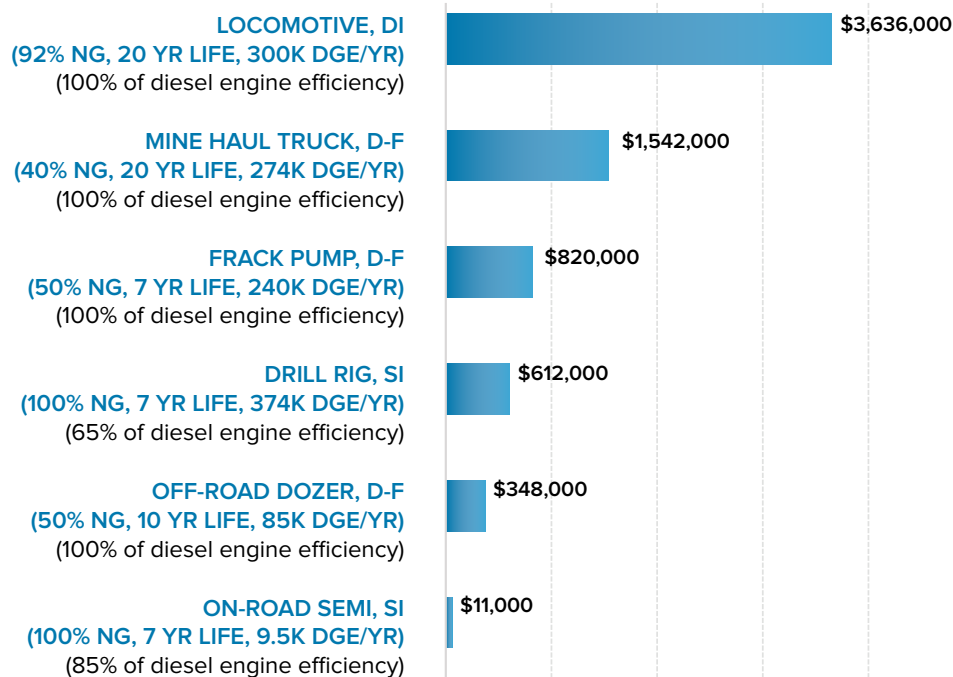 LOCOMOTIVE, DI
$3,636,000
(92% NG, 20 YR LIFE, 300K DGE/YR)
(100% of diesel engine efficiency)
MINE HAUL TRUCK, D-F
$1,542,000
(40% NG, 20 YR LIFE, 274K DGE/YR)
(100% of diesel engine efficiency)
FRACK PUMP, D-F
$820,000
(50% NG, 7 YR LIFE, 240K DGE/YR)
(100% of diesel engine efficiency)
DRILL RIG, SI
$612,000
(100% NG, 7 YR LIFE, 374K DGE/YR)
(65% of diesel engine efficiency)
OFF-ROAD DOZER, D-F
$348,000
(50% NG, 10 YR LIFE, 85K DGE/YR)
(100% of diesel engine efficiency)
ON-ROAD SEMI, SI
$11,000
(100% NG, 7 YR LIFE, 9.5K DGE/YR)
(85% of diesel engine efficiency)